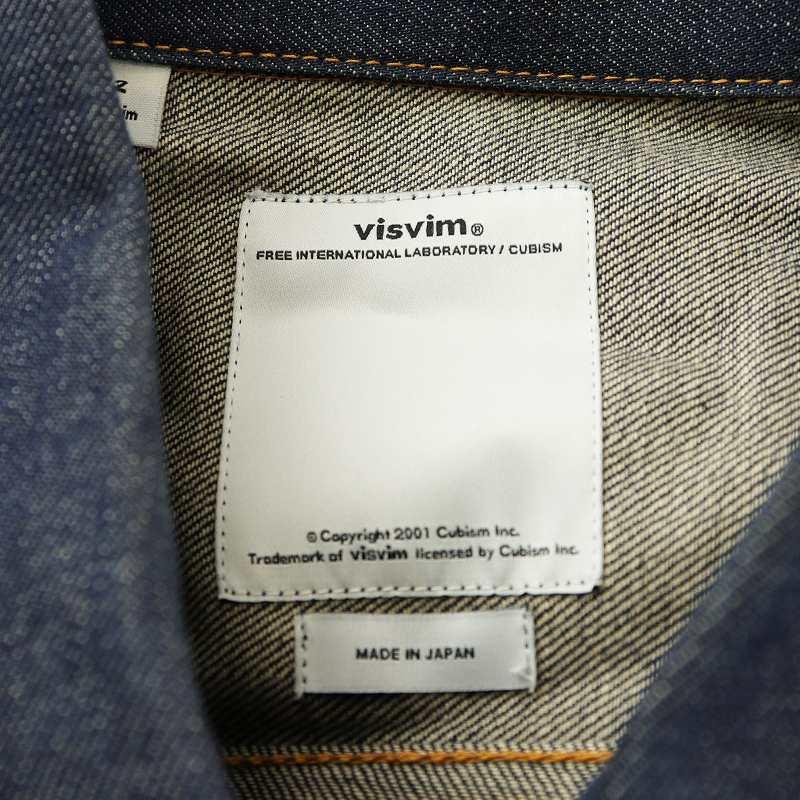 visvim®
FREE INTERNATIONAL LABORATORY / CUBISM
© Copyright 2001 Cubism Inc.
Trademark of visvim licensed by Cubism Inc.
MADE IN JAPAN